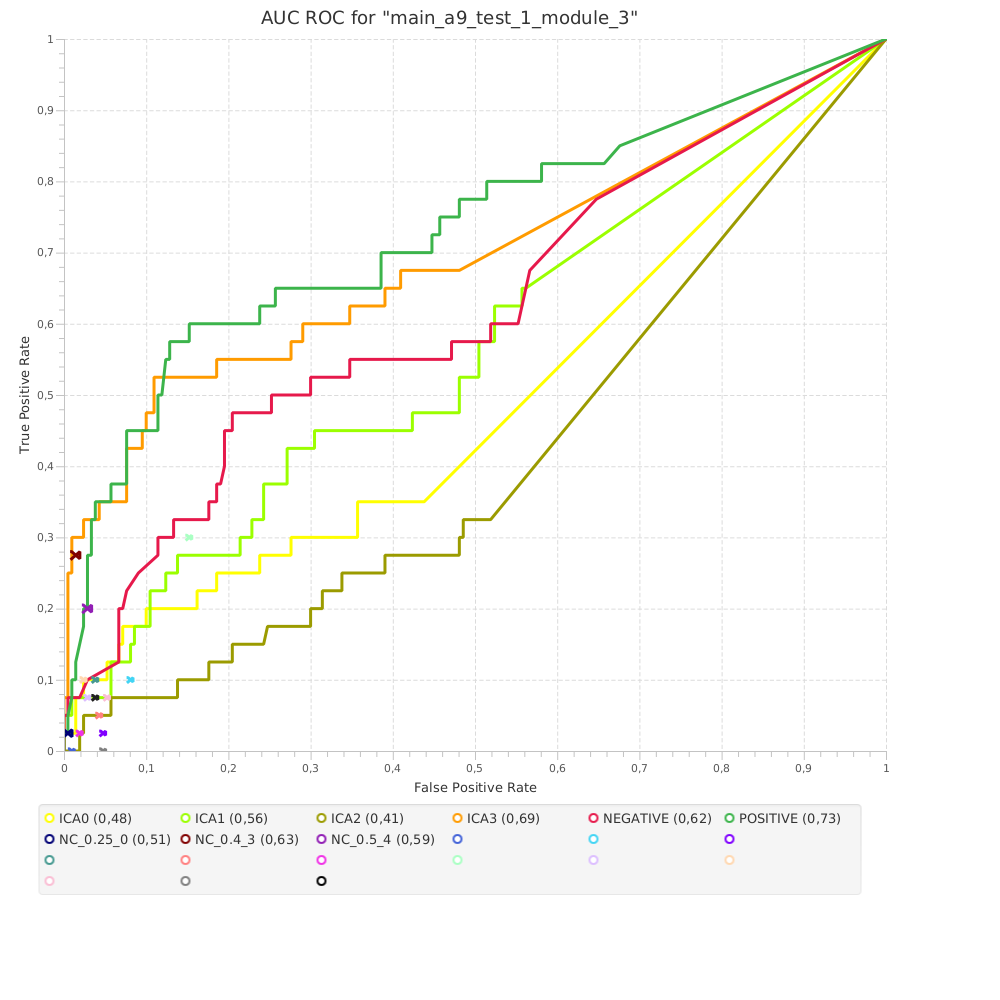 AUC ROC for "main_a9_test_1_module_3"
1
0,9
0,8
0,7
0,6
0,5
0,4
0,3
0,2
0,1
0
True Positive Rate
0 0,1 0,2 0,3 0,4 0,5 0,6 0,7 0,8 0,9 1
False Positive Rate
ICA0 (0,48) ICA1 (0,56) ICA2 (0,41) ICA3 (0,69) NEGATIVE (0,62) POSITIVE (0,73)
NC_0.25_0 (0,51) NC_0.4_3 (0,63) NC_0.5_4 (0,59)